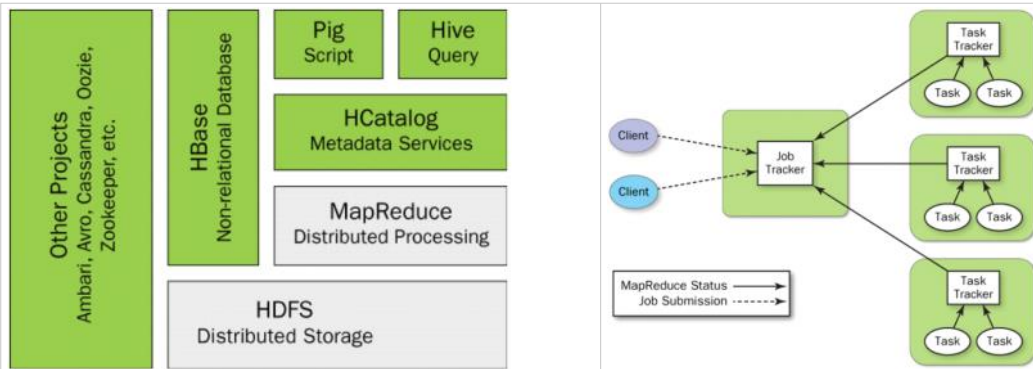 Other Projects
Ambari, Avro, Cassandra, Oozie,
Zookeeper, etc.
HBase
Non-relational Database
Pig
Script
Hive
Query
HCatalog
Metadata Services
MapReduce
Distributed Processing
HDFS
Distributed Storage
Client
Client
Job
Tracker
Task
Tracker
Task
Task
Task
Tracker
Task
Task
Task
Tracker
Task
Task
MapReduce Status
Job Submission